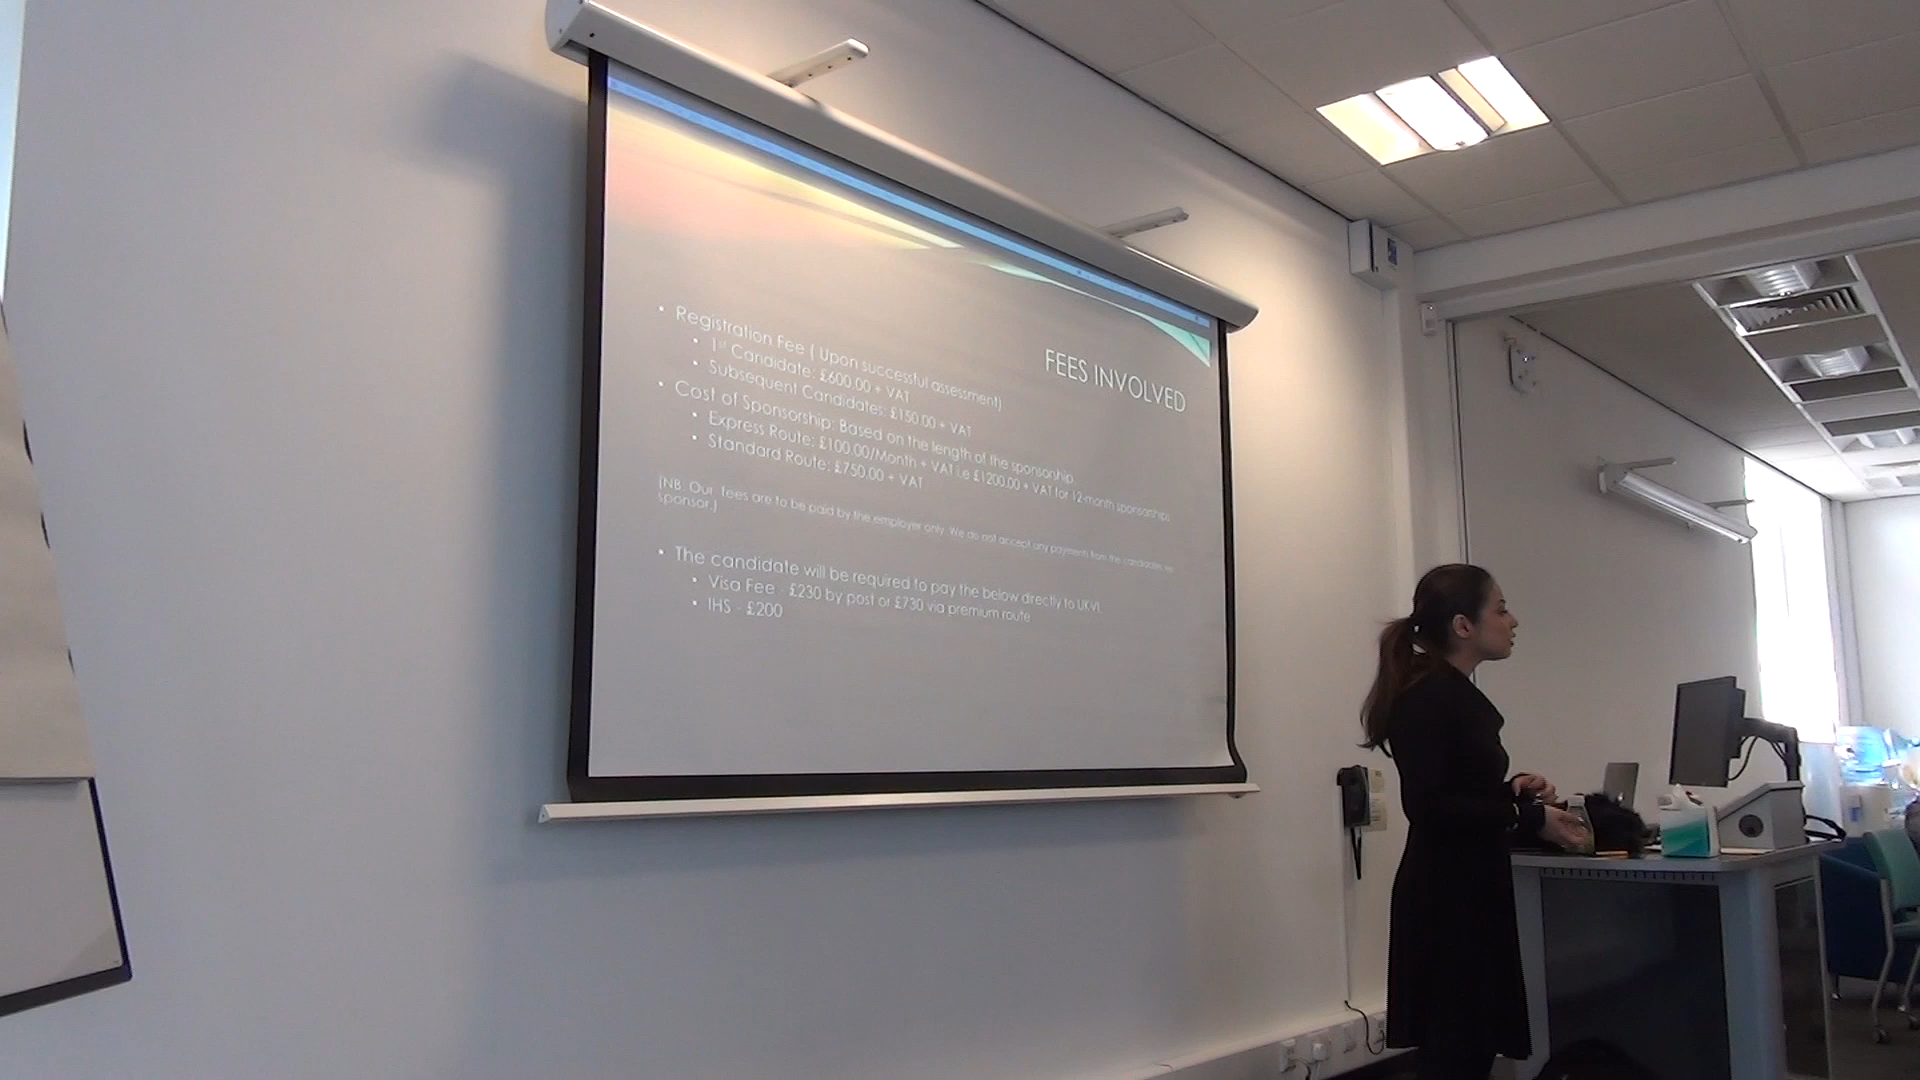 FEES INVOLVED
• Registration Fee ( Upon successful assessment)
• 1st Candidate: £600.00 + VAT
• Subsequent Candidates: £150.00 + VAT
• Cost of Sponsorship: Based on the length of the sponsorship.
• Express Route: £100.00/Month + VAT i.e £1200.00 + VAT for 12-month sponsorships
• Standard Route: £750.00 + VAT
(NB: Our fees are to be paid by the employer only. We do not accept any payments from the candidates we
sponsor.)
• The candidate will be required to pay the below directly to UKVI.
• Visa Fee - £230 by post or £730 via premium route
• IHS - £200